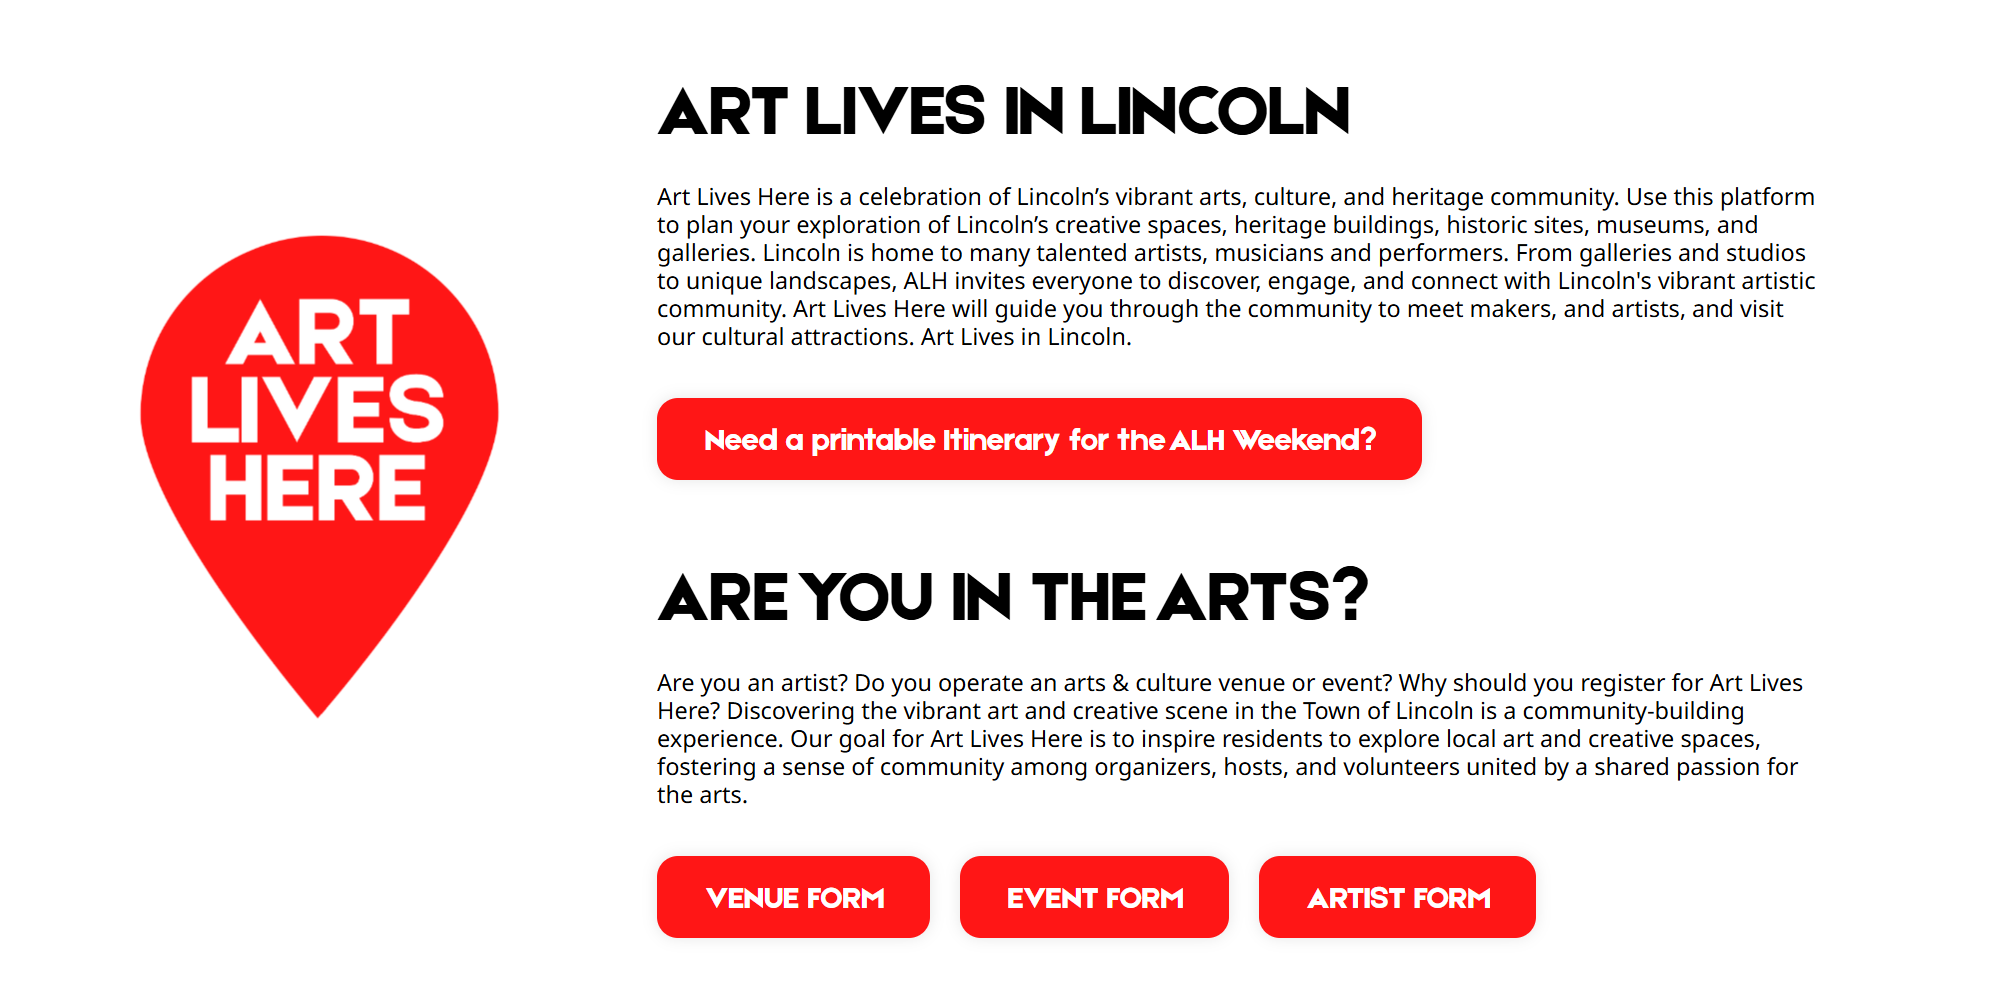 ART
LIVES
HERE
ART LIVES IN LINCOLN
Art Lives Here is a celebration of Lincoln’s vibrant arts, culture, and heritage community. Use this platform
to plan your exploration of Lincoln’s creative spaces, heritage buildings, historic sites, museums, and
galleries. Lincoln is home to many talented artists, musicians and performers. From galleries and studios
to unique landscapes, ALH invites everyone to discover, engage, and connect with Lincoln's vibrant artistic
community. Art Lives Here will guide you through the community to meet makers, and artists, and visit
our cultural attractions. Art Lives in Lincoln.
Need a printable Itinerary for the ALH Weekend?
ARE YOU IN THE ARTS?
Are you an artist? Do you operate an arts & culture venue or event? Why should you register for Art Lives
Here? Discovering the vibrant art and creative scene in the Town of Lincoln is a community-building
experience. Our goal for Art Lives Here is to inspire residents to explore local art and creative spaces,
fostering a sense of community among organizers, hosts, and volunteers united by a shared passion for
the arts.
VENUE FORM
EVENT FORM
ARTIST FORM